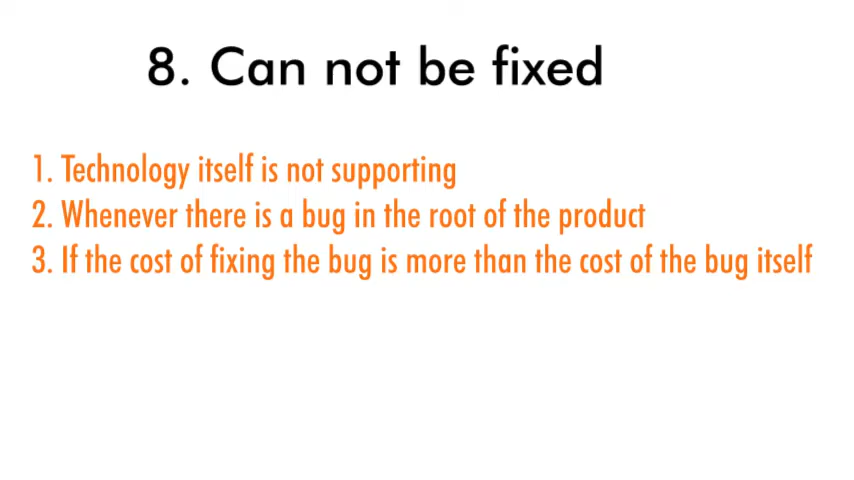 8. Can not be fixed
1. Technology itself is not supporting
2. Whenever there is a bug in the root of the product
3. If the cost of fixing the bug is more than the cost of the bug itself